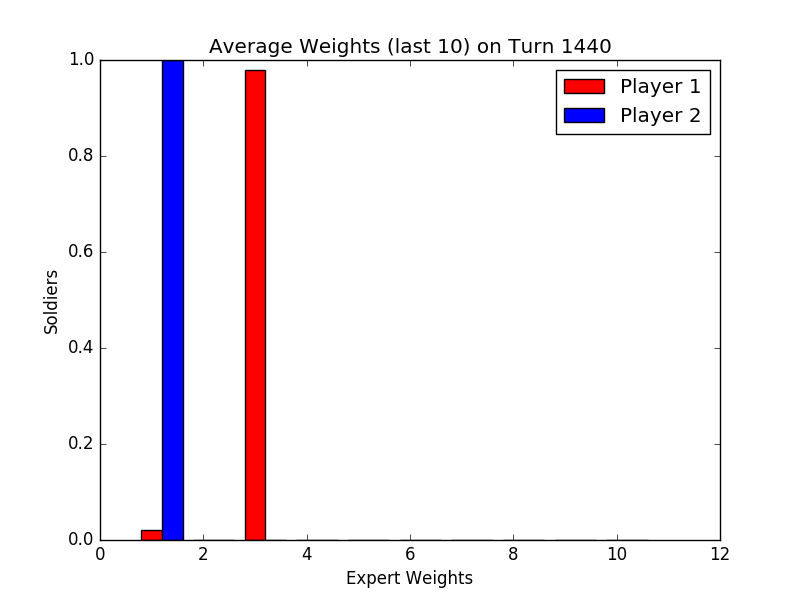 Average Weights (last 10) on Turn 1440
Player 1
Player 2
1.0
0.8
0.6
0.4
0.2
0.0
Soldiers
0 2 4 6 8 10 12
Expert Weights